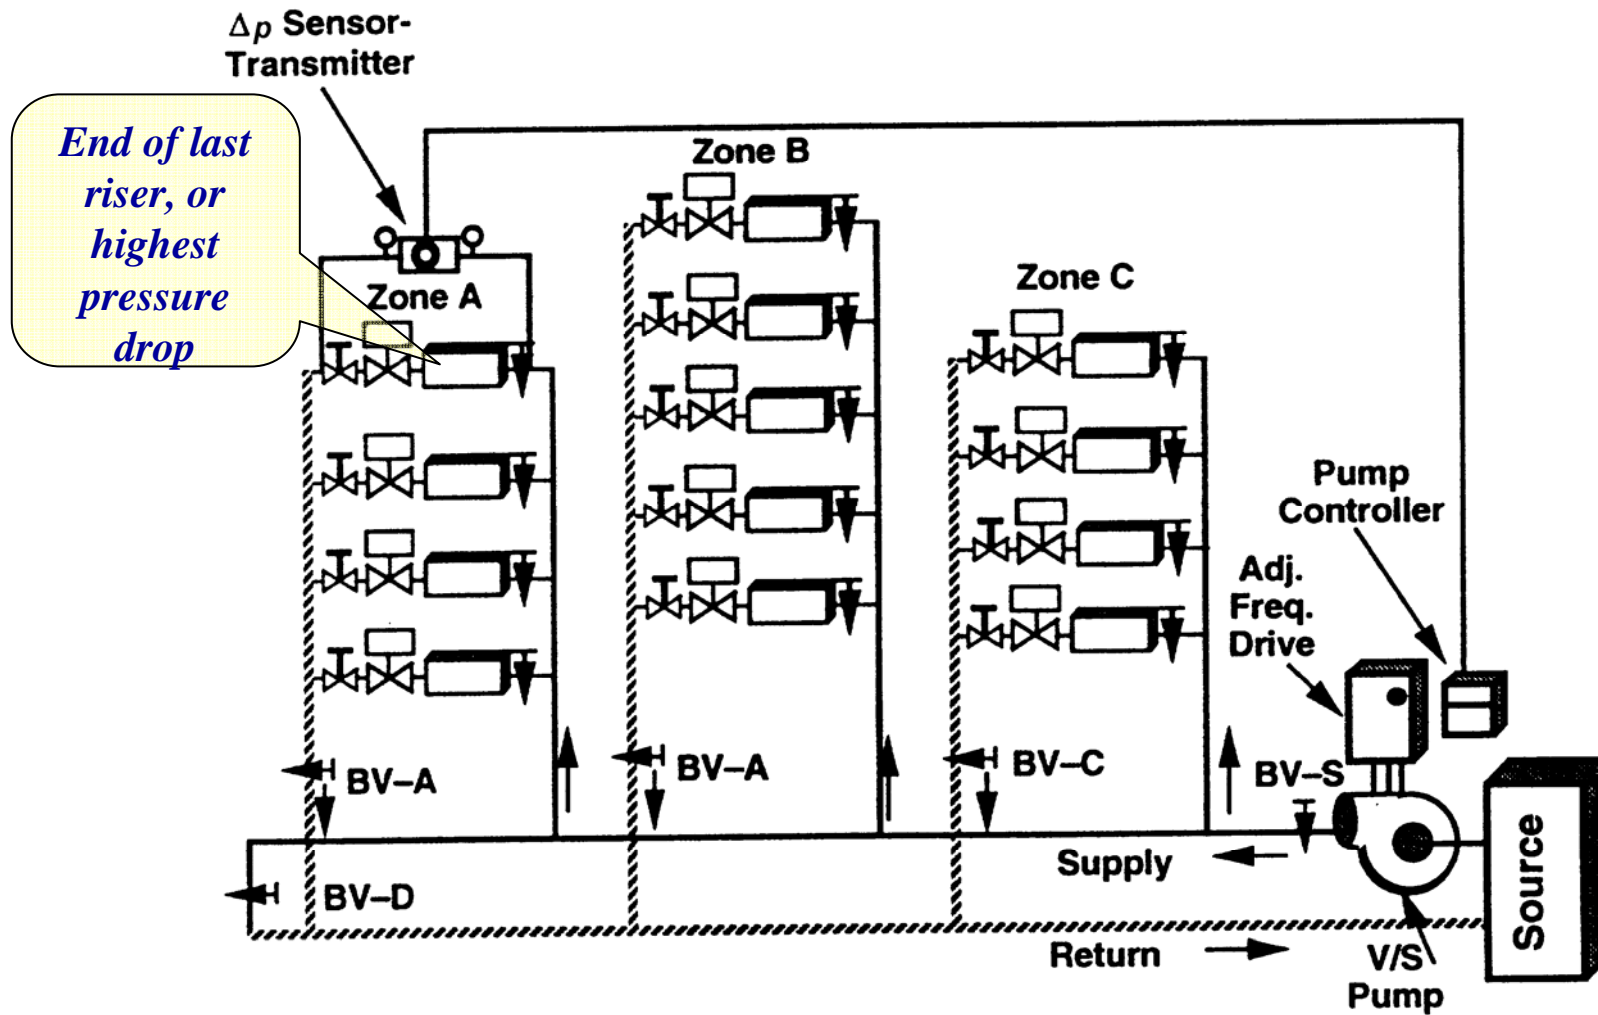 Δp Sensor-
Transmitter
End of last
riser, or
highest
pressure
drop
Zone A
Zone B
Zone C
Pump
Controller
Adj.
Freq.
Drive
BV–A
BV–A
BV–C
BV–S
Supply
BV–D
Return
V/S
Pump
Source